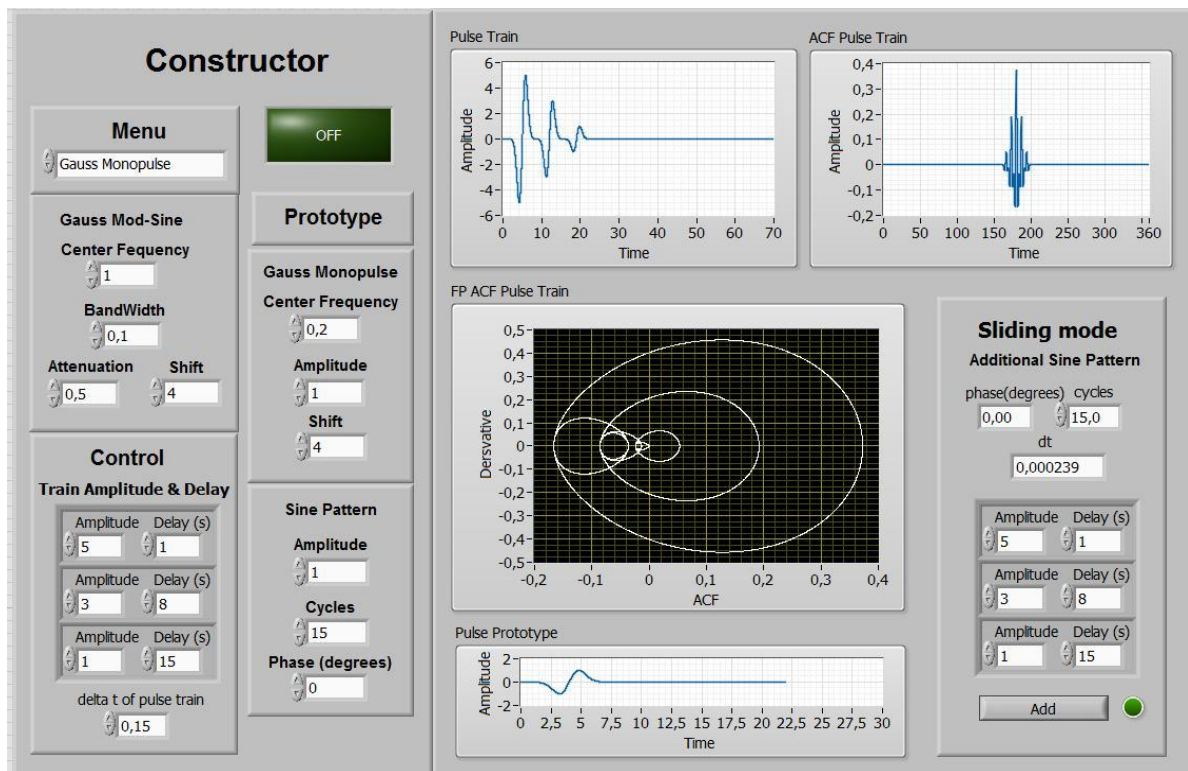 Constructor
Menu
Gauss Monopulse
OFF
Gauss Mod-Sine
Center Fequency
1
BandWidth
0,1
Attenuation Shift
0,5 4
Control
Train Amplitude & Delay
Amplitude Delay (s)
5 1
Amplitude Delay (s)
3 8
Amplitude Delay (s)
1 15
delta t of pulse train
0,15
Prototype
Gauss Monopulse
Center Frequency
0,2
Amplitude
1
Shift
4
Sine Pattern
Amplitude
1
Cycles
15
Phase (degrees)
0
Pulse Train
Amplitude
6
4
2
0
-2
-4
-6
0 10 20 30 40 50 60 70
Time
ACF Pulse Train
Amplitude
0,4
0,3
0,2
0,1
0
-0,1
-0,2
0 50 100 150 200 250 300 360
Time
FP ACF Pulse Train
Dersvative
0,5
0,4
0,3
0,2
0,1
0
-0,1
-0,2
-0,3
-0,4
-0,5
-0,2 -0,1 0 0,1 0,2 0,3 0,4
ACF
Pulse Prototype
Amplitude
2
0
-2
0 2,5 5 7,5 10 12,5 15 17,5 20 22,5 25 27,5 30
Time
Sliding mode
Additional Sine Pattern
phase(degrees) cycles
0,00 15,0
dt
0,000239
Amplitude Delay (s)
5 1
Amplitude Delay (s)
3 8
Amplitude Delay (s)
1 15
Add